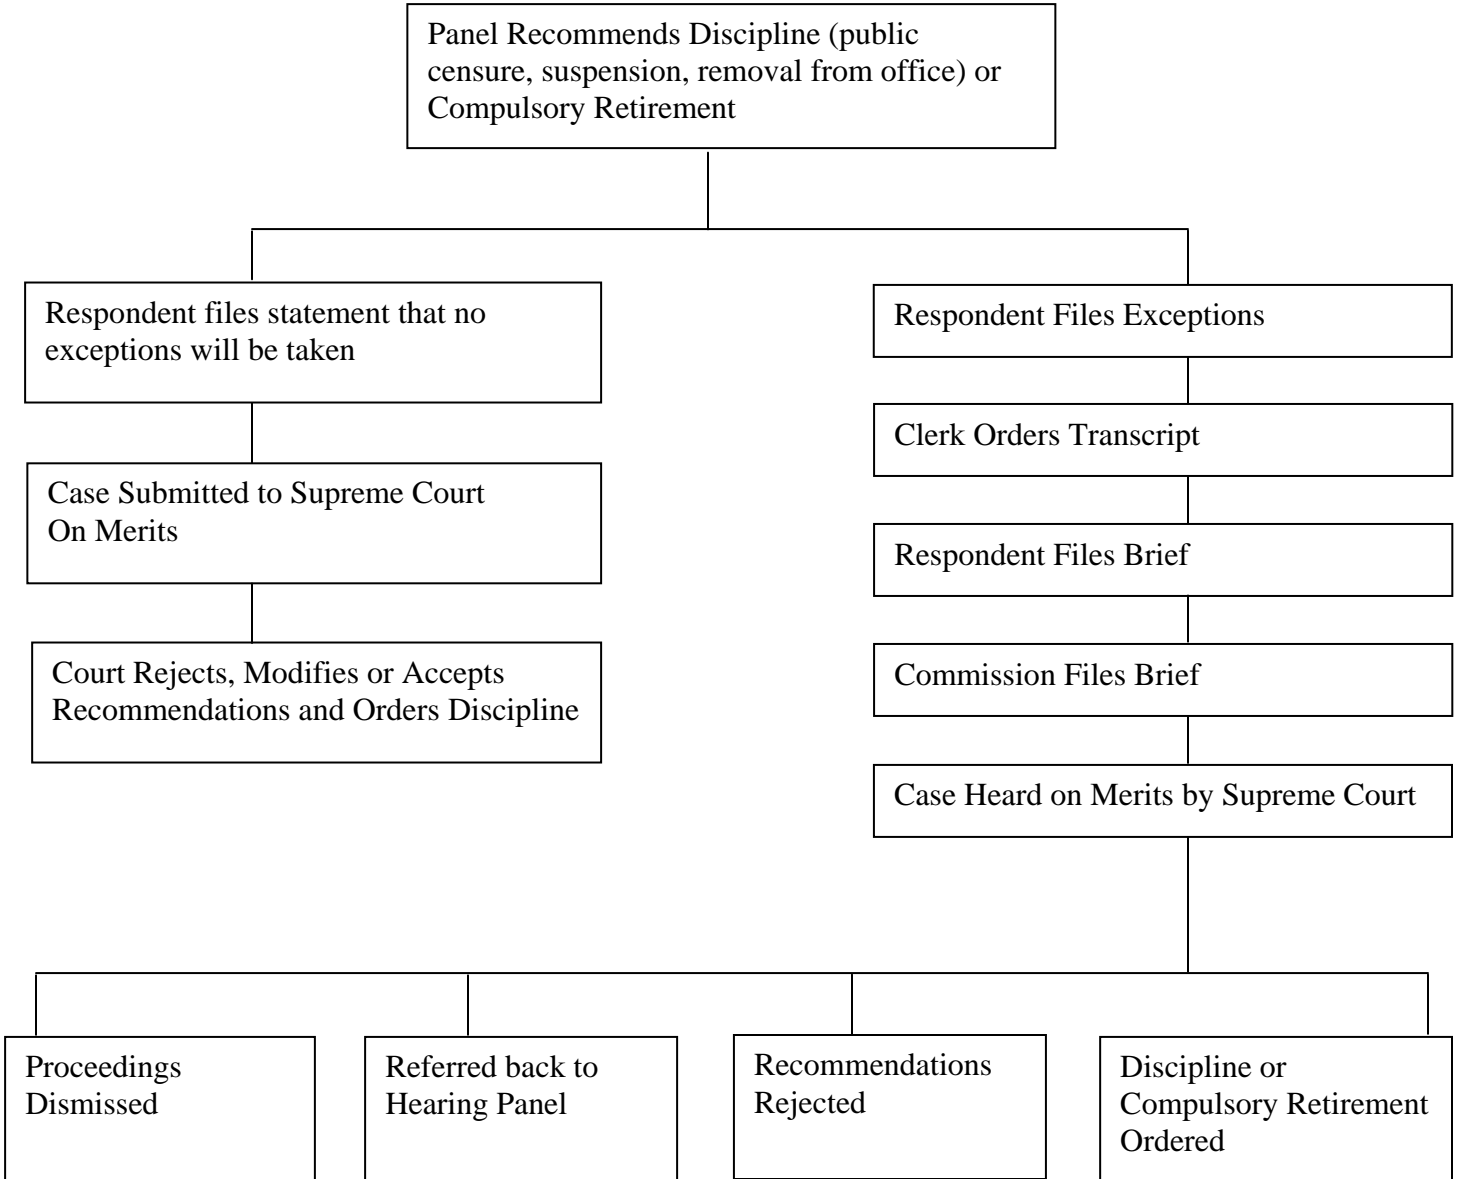 Panel Recommends Discipline (public
censure, suspension, removal from office) or
Compulsory Retirement
Respondent files statement that no
exceptions will be taken
Case Submitted to Supreme Court
On Merits
Court Rejects, Modifies or Accepts
Recommendations and Orders Discipline
Respondent Files Exceptions
Clerk Orders Transcript
Respondent Files Brief
Commission Files Brief
Case Heard on Merits by Supreme Court
Proceedings
Dismissed
Referred back to
Hearing Panel
Recommendations
Rejected
Discipline or
Compulsory Retirement
Ordered